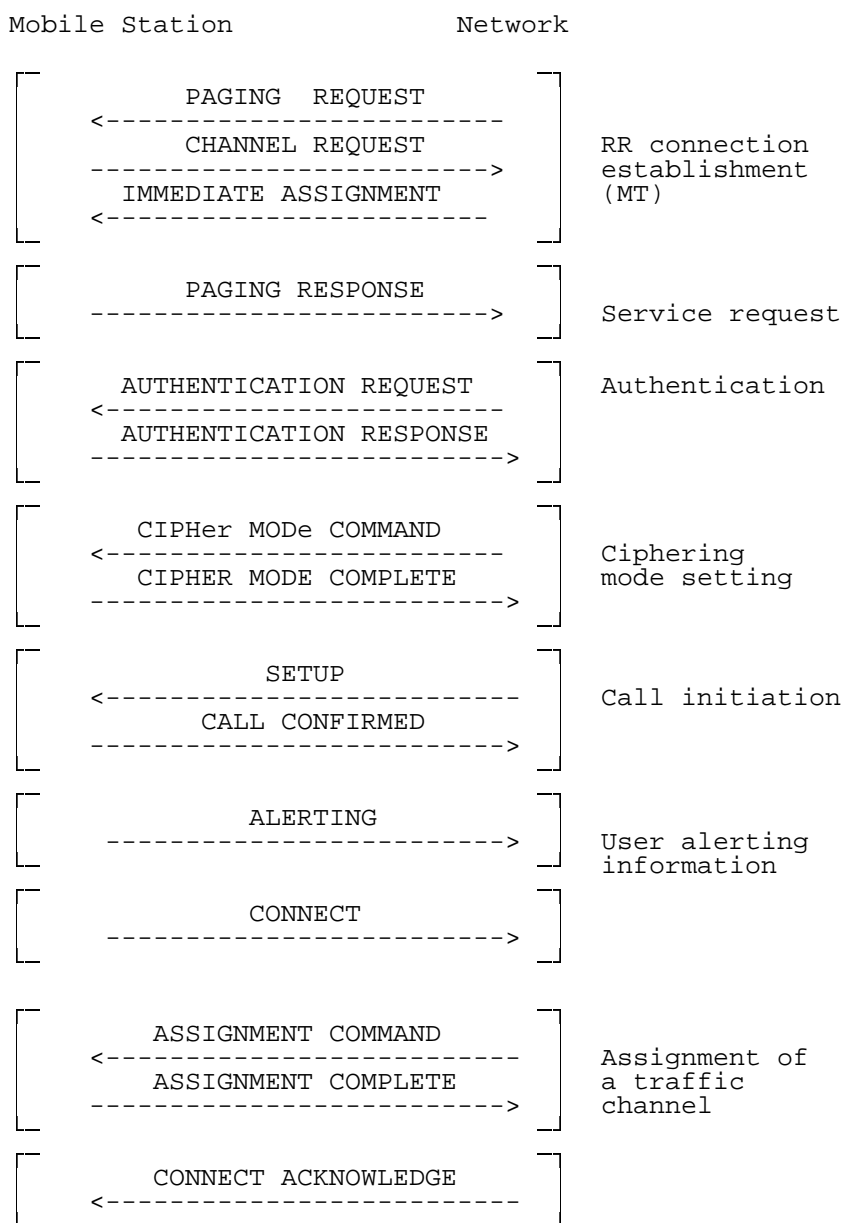 Mobile Station Network
PAGING REQUEST
<-------------------------
CHANNEL REQUEST RR connection
-------------------------> establishment
IMMEDIATE ASSIGNMENT (MT)
<------------------------
PAGING RESPONSE
-------------------------> Service request
AUTHENTICATION REQUEST Authentication
<-------------------------
AUTHENTICATION RESPONSE
-------------------------->
CIPHer MODe COMMAND
<------------------------- Ciphering
CIPHER MODE COMPLETE mode setting
-------------------------->
SETUP
<-------------------------- Call initiation
CALL CONFIRMED
-------------------------->
ALERTING
-------------------------> User alerting
information
CONNECT
------------------------->
ASSIGNMENT COMMAND
<-------------------------- Assignment of
ASSIGNMENT COMPLETE a traffic
--------------------------> channel
CONNECT ACKNOWLEDGE
<--------------------------